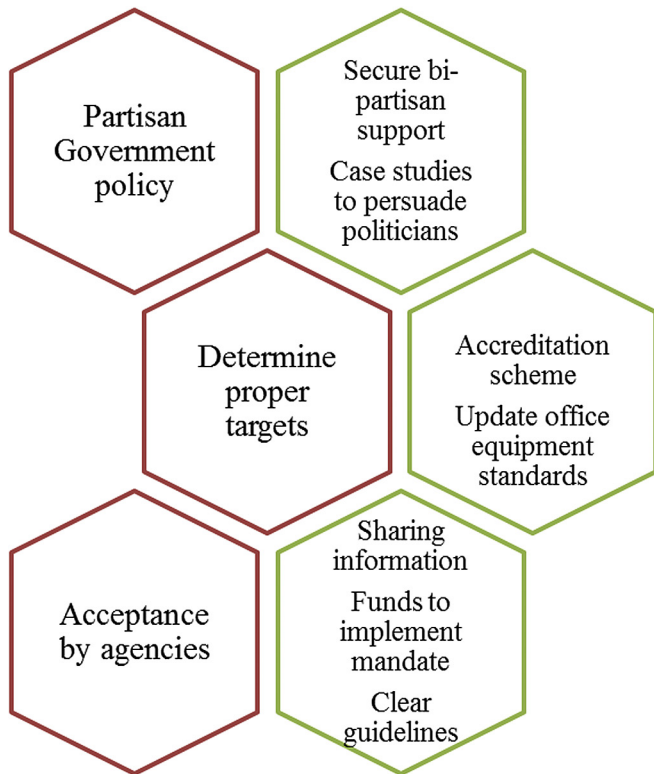 Partisan
Government
policy
Secure bi-
partisan
support
Case studies
to persuade
politicians
Determine
proper
targets
Accreditation
scheme
Update office
equipment
standards
Acceptance
by agencies
Sharing
information
Funds to
implement
mandate
Clear
guidelines